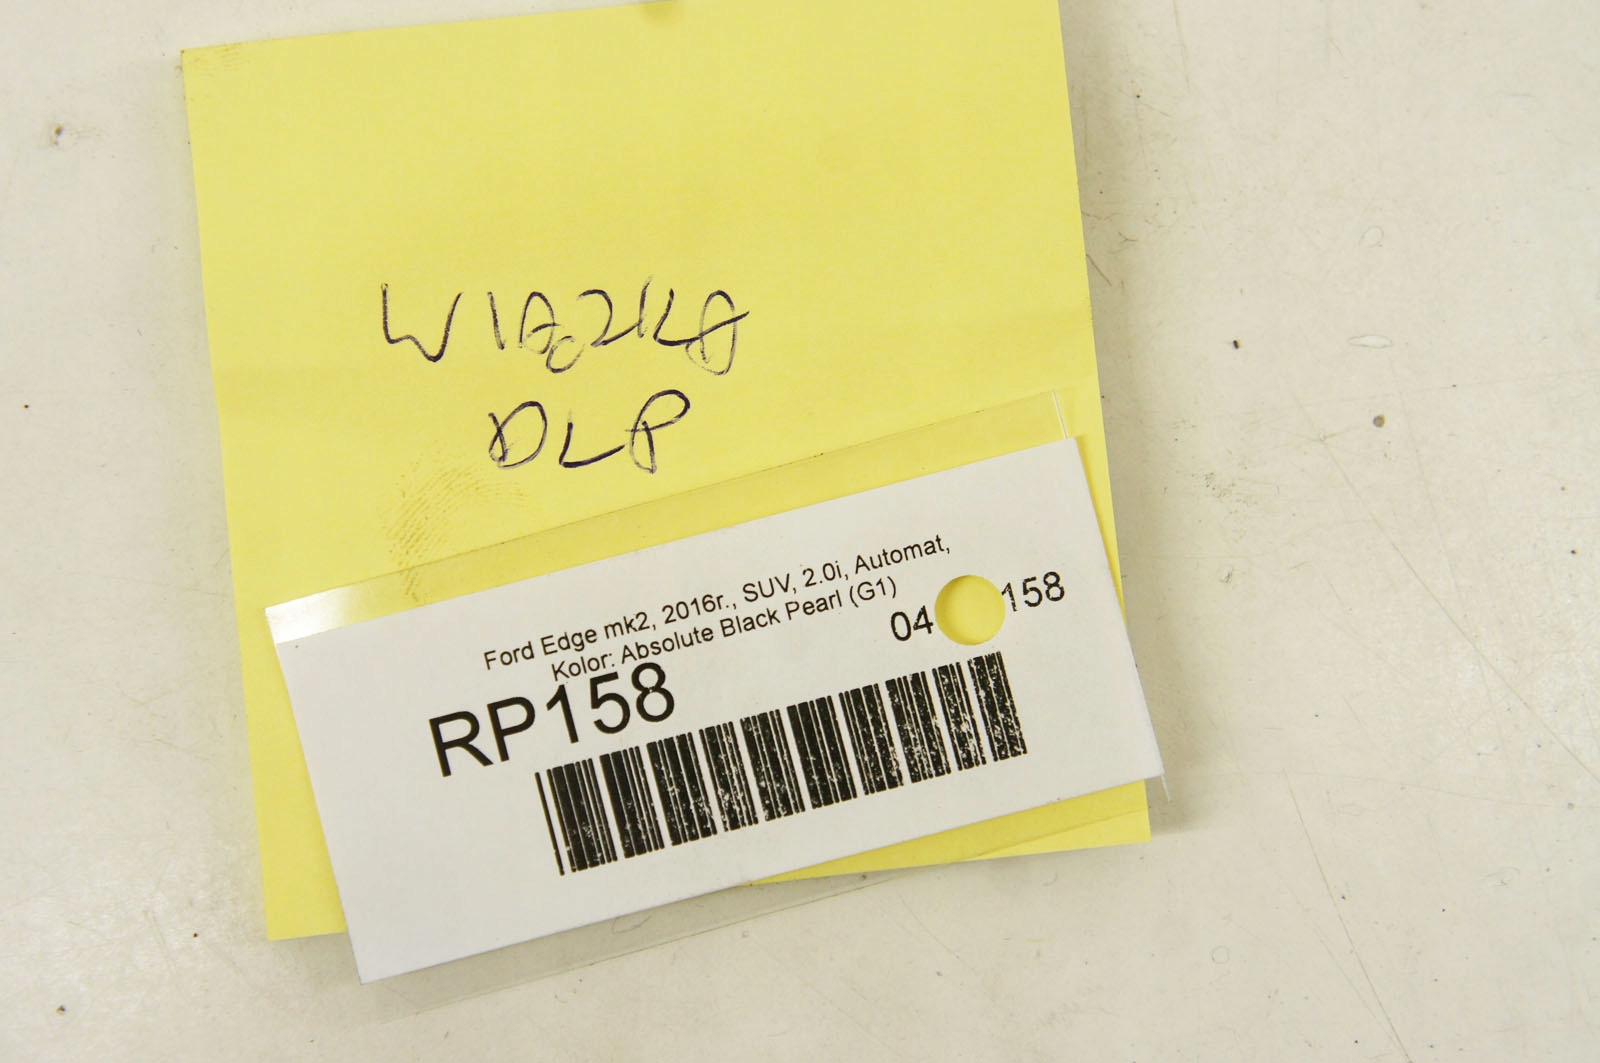 WIĄZKA
DLP
Ford Edge mk2, 2016r., SUV, 2.0i, Automat,
Kolor: Absolute Black Pearl (G1)
04 158
RP158